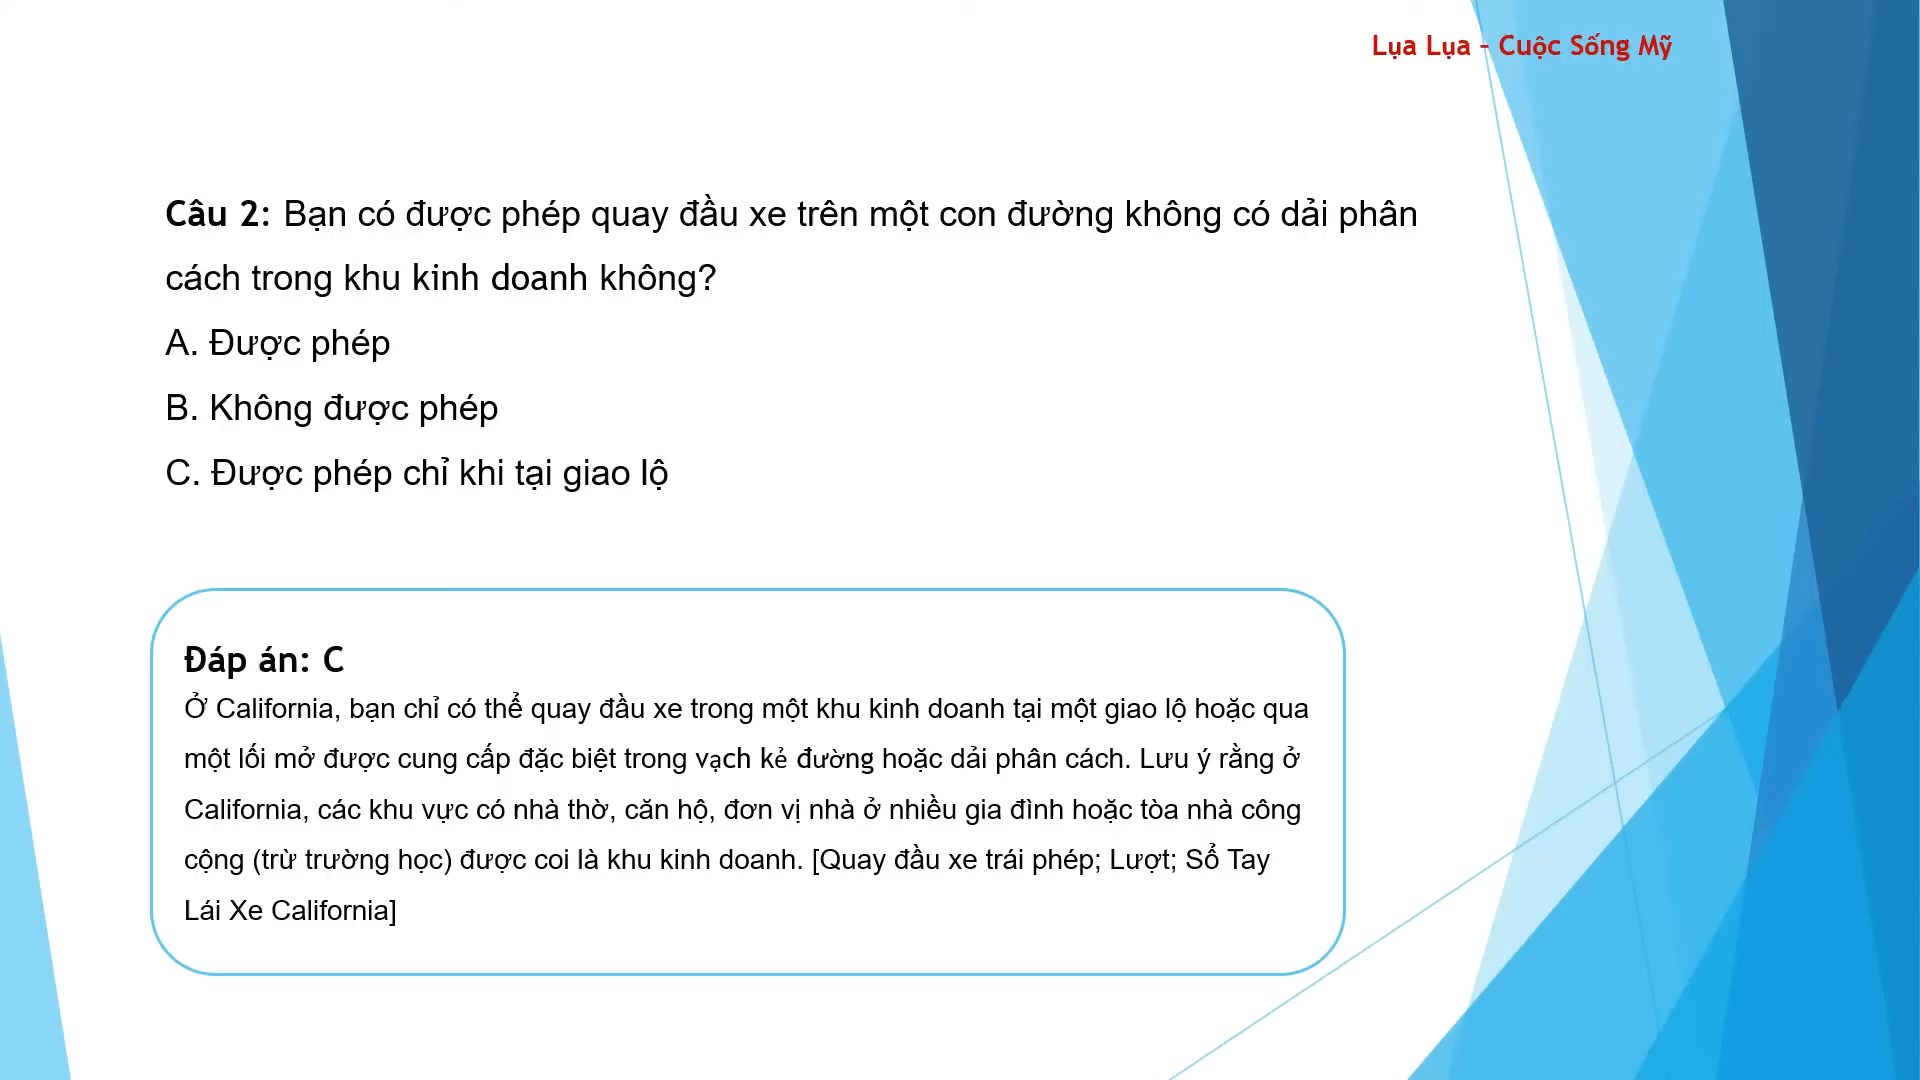 Lụa Lụa – Cuộc Sống Mỹ
Câu 2: Bạn có được phép quay đầu xe trên một con đường không có dải phân
cách trong khu kinh doanh không?
A. Được phép
B. Không được phép
C. Được phép chỉ khi tại giao lộ
Đáp án: C
Ở California, bạn chỉ có thể quay đầu xe trong một khu kinh doanh tại một giao lộ hoặc qua
một lối mở được cung cấp đặc biệt trong vạch kẻ đường hoặc dải phân cách. Lưu ý rằng ở
California, các khu vực có nhà thờ, căn hộ, đơn vị nhà ở nhiều gia đình hoặc tòa nhà công
cộng (trừ trường học) được coi là khu kinh doanh. [Quay đầu xe trái phép; Lượt; Sổ Tay
Lái Xe California]